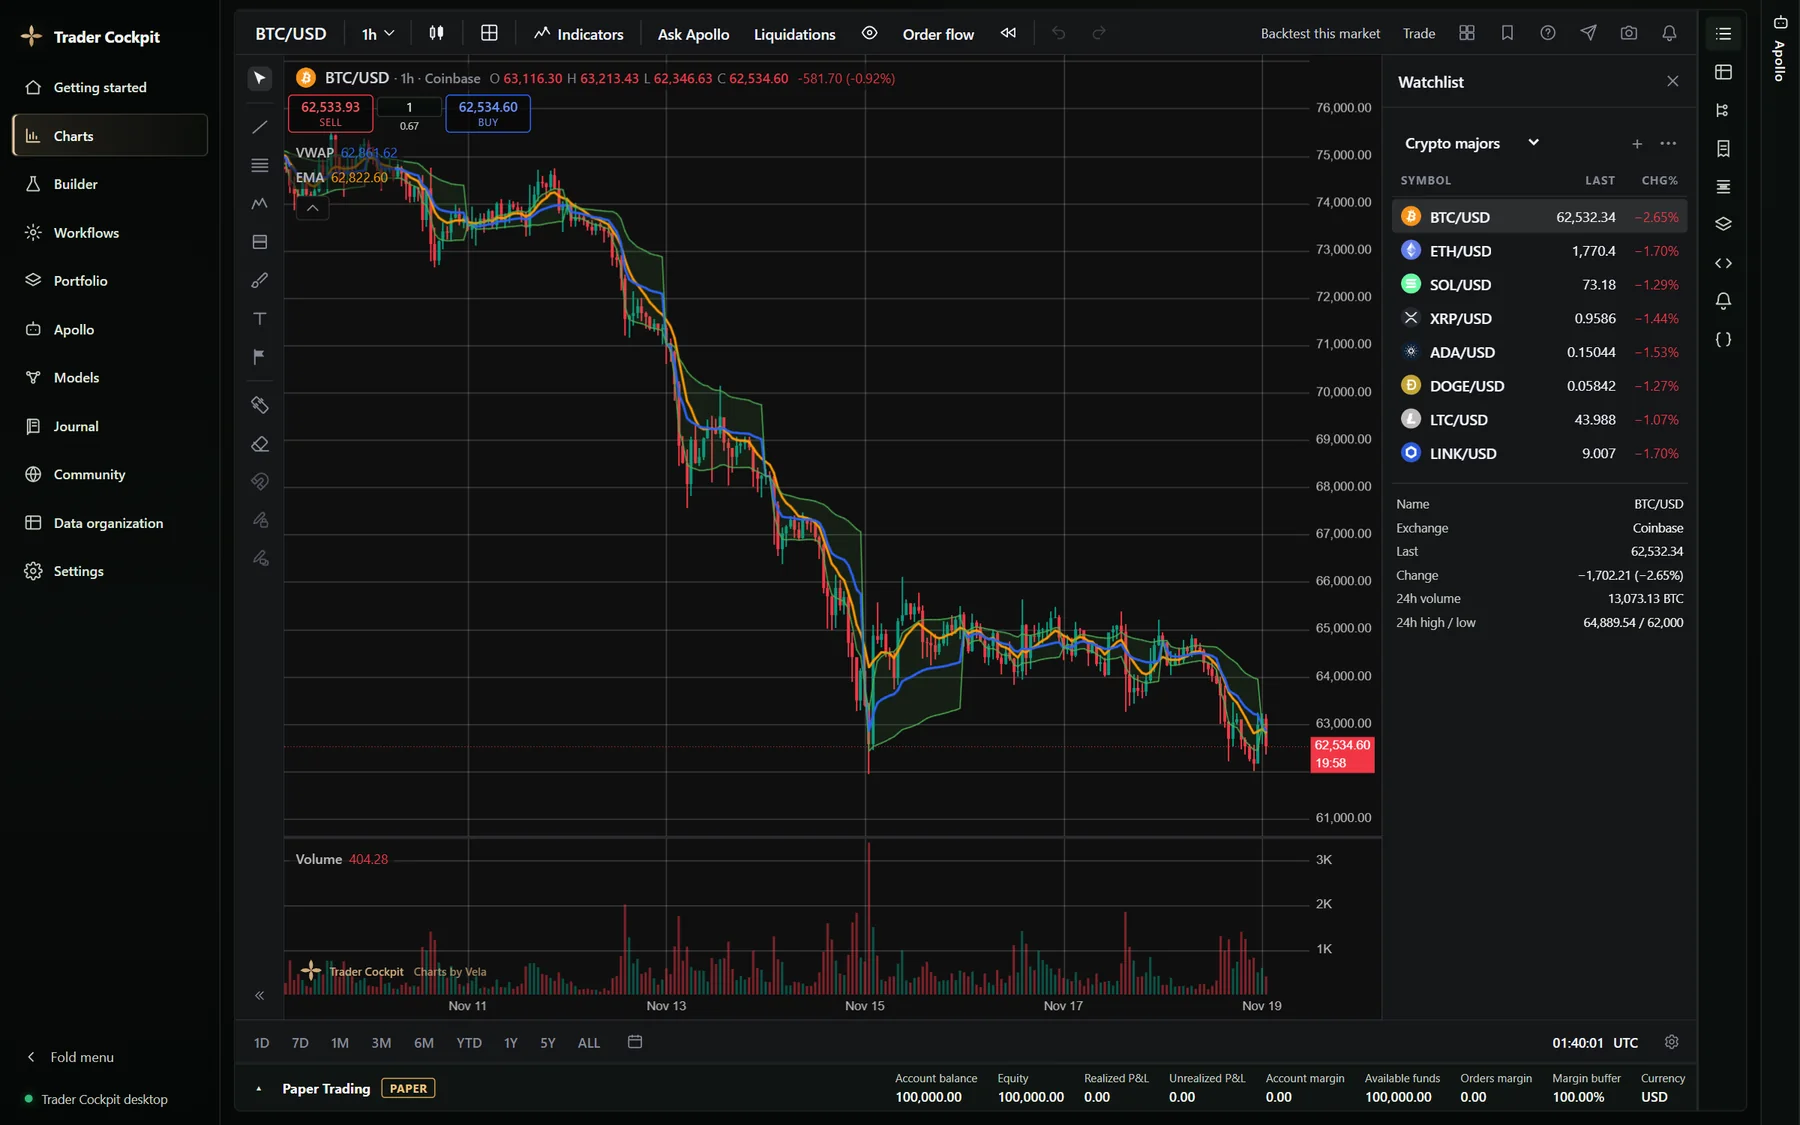 Trader Cockpit
Getting started
Charts
Builder
Workflows
Portfolio
Apollo
Models
Journal
Community
Data organization
Settings
Fold menu
Trader Cockpit desktop
BTC/USD
1h
Indicators
Ask Apollo
Liquidations
Order flow
Backtest this market
Trade
BTC/USD · 1h · Coinbase O 63,116.30 H 63,213.43 L 62,346.63 C 62,534.60 -581.70 (-0.92%)
62,533.93
SELL
1
0.67
62,534.60
BUY
VWAP 62,861.62
EMA 62,822.60
76,000.00
75,000.00
74,000.00
73,000.00
72,000.00
71,000.00
70,000.00
69,000.00
68,000.00
67,000.00
66,000.00
65,000.00
64,000.00
63,000.00
62,534.60
19:58
61,000.00
Volume 404.28
3K
2K
1K
Trader Cockpit Charts by Vela
Nov 11
Nov 13
Nov 15
Nov 17
Nov 19
1D 7D 1M 3M 6M YTD 1Y 5Y ALL
01:40:01 UTC
Watchlist
Crypto majors
SYMBOL LAST CHG%
BTC/USD 62,532.34 −2.65%
ETH/USD 1,770.4 −1.70%
SOL/USD 73.18 −1.29%
XRP/USD 0.9586 −1.44%
ADA/USD 0.15044 −1.53%
DOGE/USD 0.05842 −1.27%
LTC/USD 43.988 −1.07%
LINK/USD 9.007 −1.70%
Name BTC/USD
Exchange Coinbase
Last 62,532.34
Change −1,702.21 (−2.65%)
24h volume 13,073.13 BTC
24h high / low 64,889.54 / 62,000
Apollo
Paper Trading PAPER
Account balance Equity Realized P&L Unrealized P&L Account margin Available funds Orders margin Margin buffer Currency
100,000.00 100,000.00 0.00 0.00 0.00 100,000.00 0.00 100.00% USD